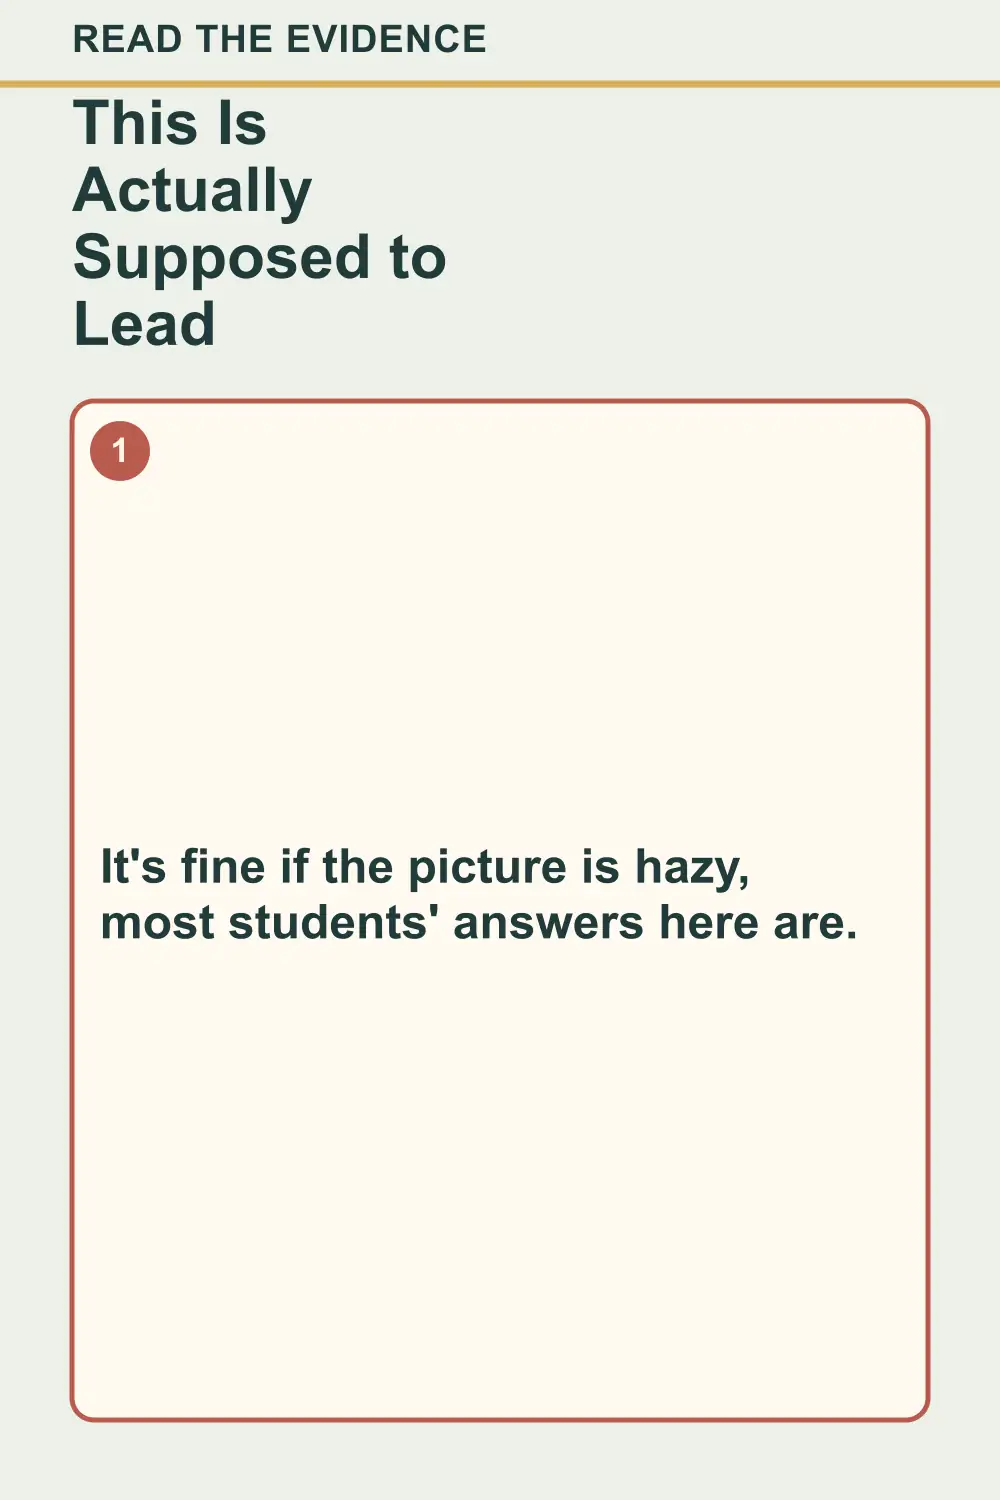 READ THE EVIDENCE
This Is
Actually
Supposed to
Lead
1
It's fine if the picture is hazy,
most students' answers here are.